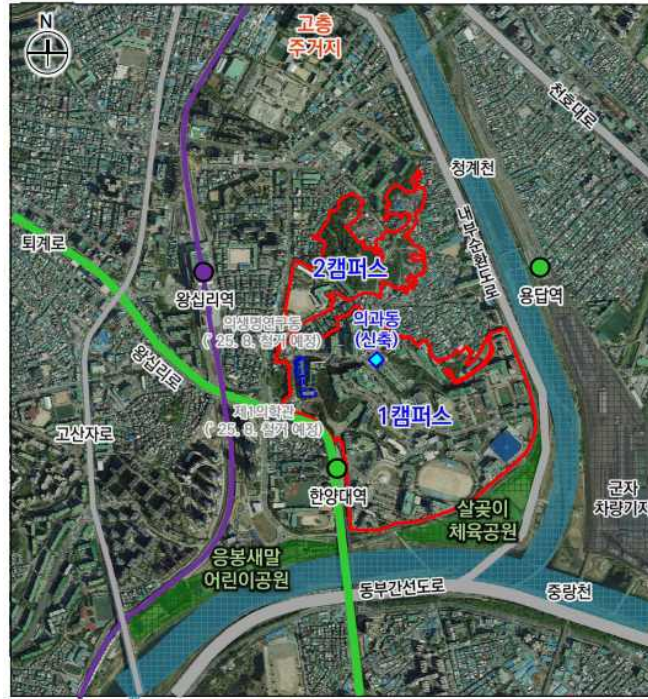 N
고층
주거지
천호대로
청계천
내부순환도로
퇴계로
2캠퍼스
용답역
왕십리역
의생명연구동
('25. 8. 철거 예정)
의과동
(신축)
왕십리로
제1의학관
('25. 8. 철거 예정)
1캠퍼스
고산자로
한양대역
군자
차량기지
살곶이
체육공원
응봉새말
어린이공원
동부간선도로
중랑천